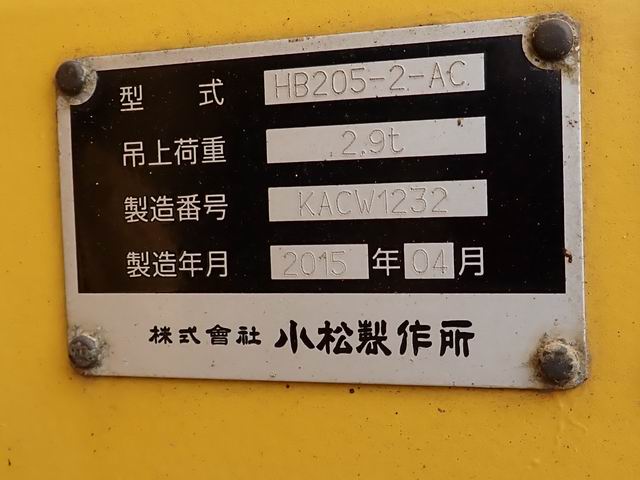 型 式 HB205-2-AC
吊上荷重 2.9t
製造番号 KACW1232
製造年月 2015 年 04 月
株式會社 小松製作所